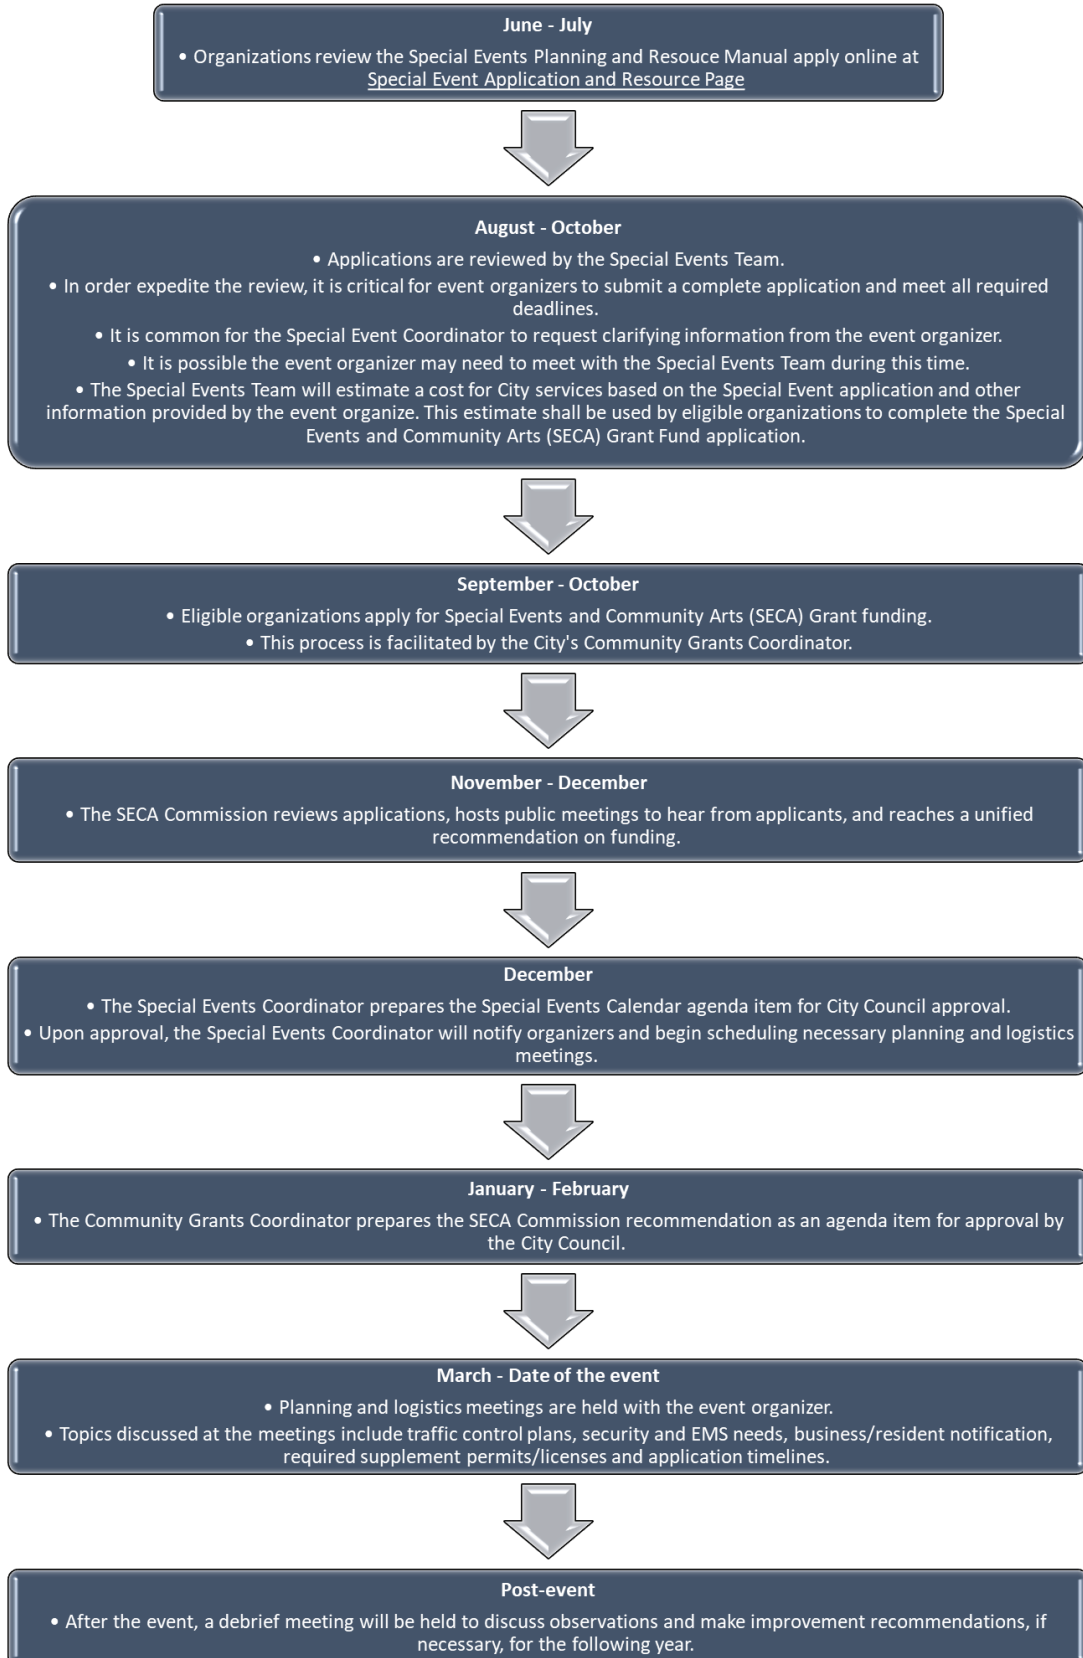 June - July
• Organizations review the Special Events Planning and Resouce Manual apply online at
Special Event Application and Resource Page
August - October
• Applications are reviewed by the Special Events Team.
• In order expedite the review, it is critical for event organizers to submit a complete application and meet all required
deadlines.
• It is common for the Special Event Coordinator to request clarifying information from the event organizer.
• It is possible the event organizer may need to meet with the Special Events Team during this time.
• The Special Events Team will estimate a cost for City services based on the Special Event application and other
information provided by the event organize. This estimate shall be used by eligible organizations to complete the Special
Events and Community Arts (SECA) Grant Fund application.
September - October
• Eligible organizations apply for Special Events and Community Arts (SECA) Grant funding.
• This process is facilitated by the City's Community Grants Coordinator.
November - December
• The SECA Commission reviews applications, hosts public meetings to hear from applicants, and reaches a unified
recommendation on funding.
December
• The Special Events Coordinator prepares the Special Events Calendar agenda item for City Council approval.
• Upon approval, the Special Events Coordinator will notify organizers and begin scheduling necessary planning and logistics
meetings.
January - February
• The Community Grants Coordinator prepares the SECA Commission recommendation as an agenda item for approval by
the City Council.
March - Date of the event
• Planning and logistics meetings are held with the event organizer.
• Topics discussed at the meetings include traffic control plans, security and EMS needs, business/resident notification,
required supplement permits/licenses and application timelines.
Post-event
• After the event, a debrief meeting will be held to discuss observations and make improvement recommendations, if
necessary, for the following year.